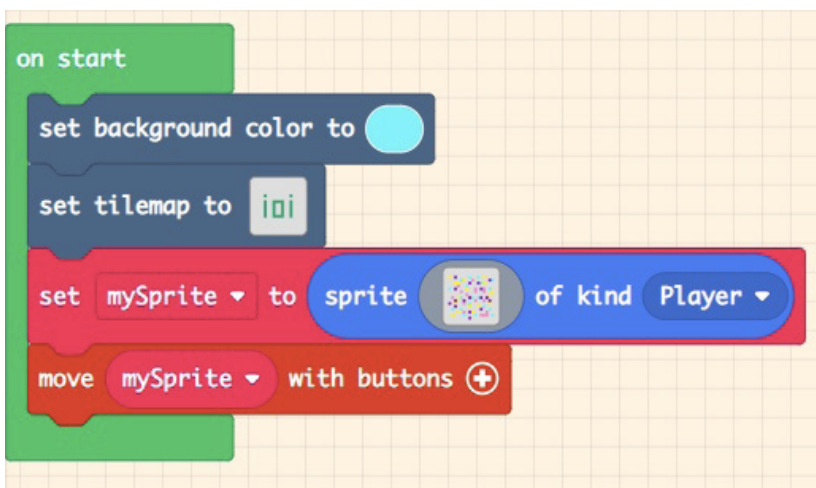 on start
set background color to
set tilemap to
set mySprite to sprite of kind Player
move mySprite with buttons